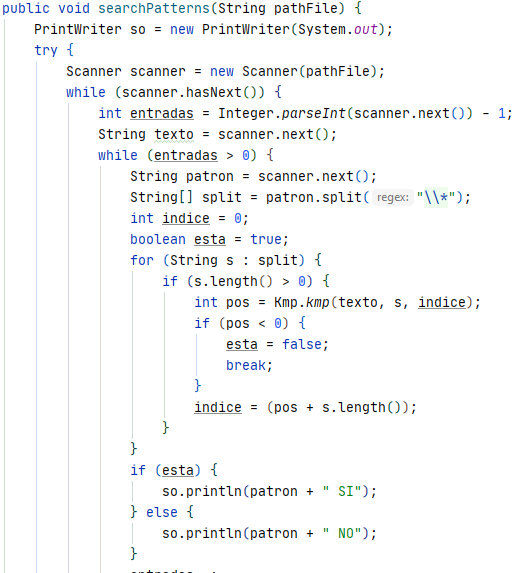 public void searchPatterns(String pathFile) {
    PrintWriter so = new PrintWriter(System.out);
    try {
        Scanner scanner = new Scanner(pathFile);
        while (scanner.hasNext()) {
            int entradas = Integer.parseInt(scanner.next()) - 1;
            String texto = scanner.next();
            while (entradas > 0) {
                String patron = scanner.next();
                String[] split = patron.split( regex: "\\*");
                int indice = 0;
                boolean esta = true;
                for (String s : split) {
                    if (s.length() > 0) {
                        int pos = Kmp.kmp(texto, s, indice);
                        if (pos < 0) {
                            esta = false;
                            break;
                        }
                        indice = (pos + s.length());
                    }
                }
                if (esta) {
                    so.println(patron + " SI");
                } else {
                    so.println(patron + " NO");
                }